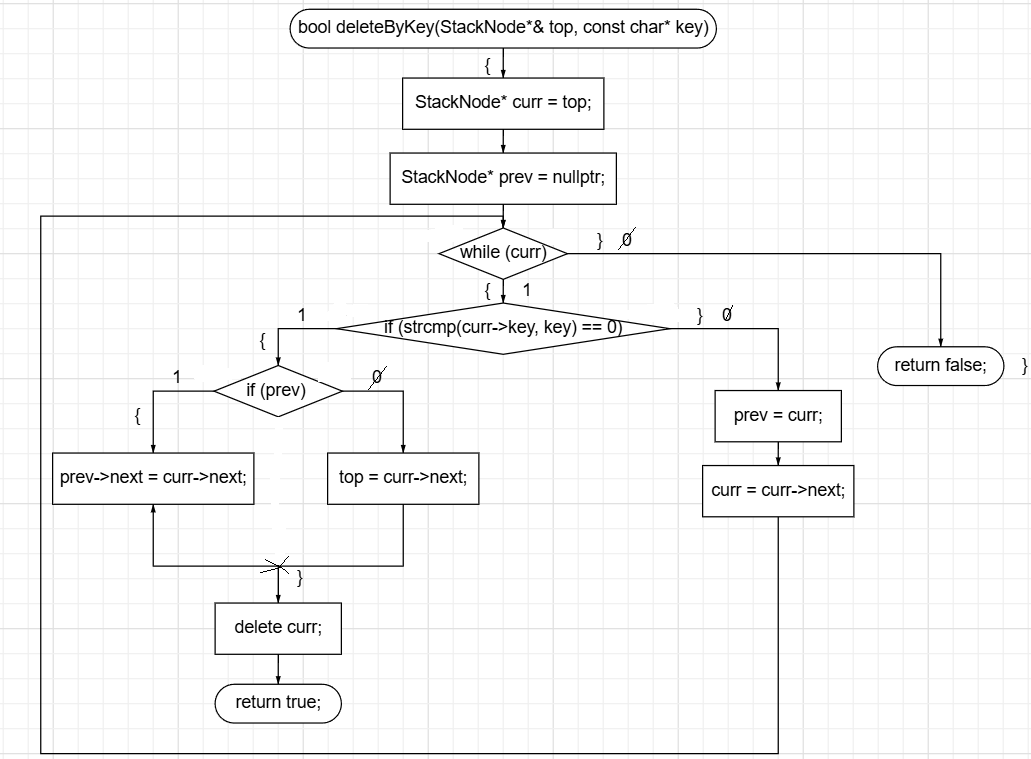 bool deleteByKey(StackNode*& top, const char* key)
{
StackNode* curr = top;
StackNode* prev = nullptr;
while (curr)
} 0
{ 1
if (strcmp(curr->key, key) == 0)
1
} 0
{
return false; }
if (prev)
1
0
{
prev = curr;
prev->next = curr->next;
top = curr->next;
curr = curr->next;
}
delete curr;
return true;